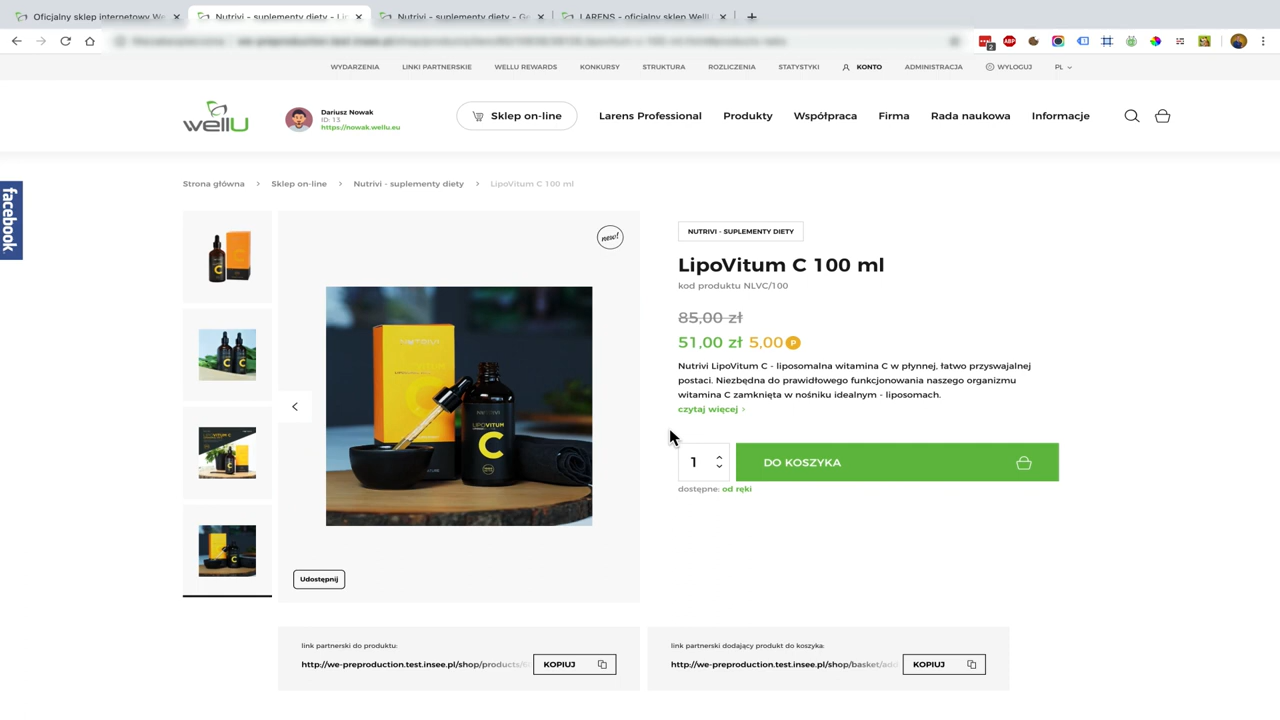 Oficjalny sklep internetowy We
Nutrivi - suplementy diety - Lip
Nutrivi - suplementy diety - Ge
LARENS - oficjalny sklep WellU
2
ABP
WYDARZENIA
LINKI PARTNERSKIE
WELLU REWARDS
KONKURSY
STRUKTURA
ROZLICZENIA
STATYSTYKI
KONTO
ADMINISTRACJA
WYLOGUJ
PL
wellU
Dariusz Nowak
ID: 13
https://nowak.wellu.eu
Sklep on-line
Larens Professional
Produkty
Współpraca
Firma
Rada naukowa
Informacje
facebook
Strona główna > Sklep on-line > Nutrivi - suplementy diety > LipoVitum C 100 ml
new!
NUTRIVI
LIPOVITUM
C
Udostępnij
NUTRIVI - SUPLEMENTY DIETY
LipoVitum C 100 ml
kod produktu NLVC/100
85,00 zł
51,00 zł 5,00 P
Nutrivi LipoVitum C - liposomalna witamina C w płynnej, łatwo przyswajalnej
postaci. Niezbędna do prawidłowego funkcjonowania naszego organizmu
witamina C zamknięta w nośniku idealnym - liposomach.
czytaj więcej >
1
DO KOSZYKA
dostępne: od ręki
link partnerski do produktu:
http://we-preproduction.test.insee.pl/shop/products/
KOPIUJ
link partnerski dodający produkt do koszyka:
http://we-preproduction.test.insee.pl/shop/basket/add
KOPIUJ